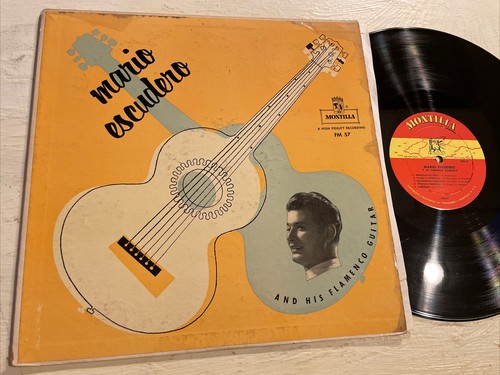 mario
escudero
MONTILLA
A HIGH FIDELITY RECORDING
FM 57
AND HIS FLAMENCO GUITAR
MONTILLA
MARIO ESCUDERO